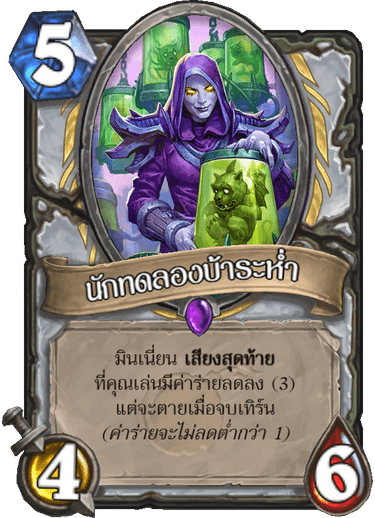 5
นักทดลองบ้าระห่ำ
มินเนี่ยน เสียงสุดท้าย
ที่คุณเล่นมีค่าร่ายลดลง (3)
แต่จะตายเมื่อจบเทิร์น
(ค่าร่ายจะไม่ลดต่ำกว่า 1)
4
6